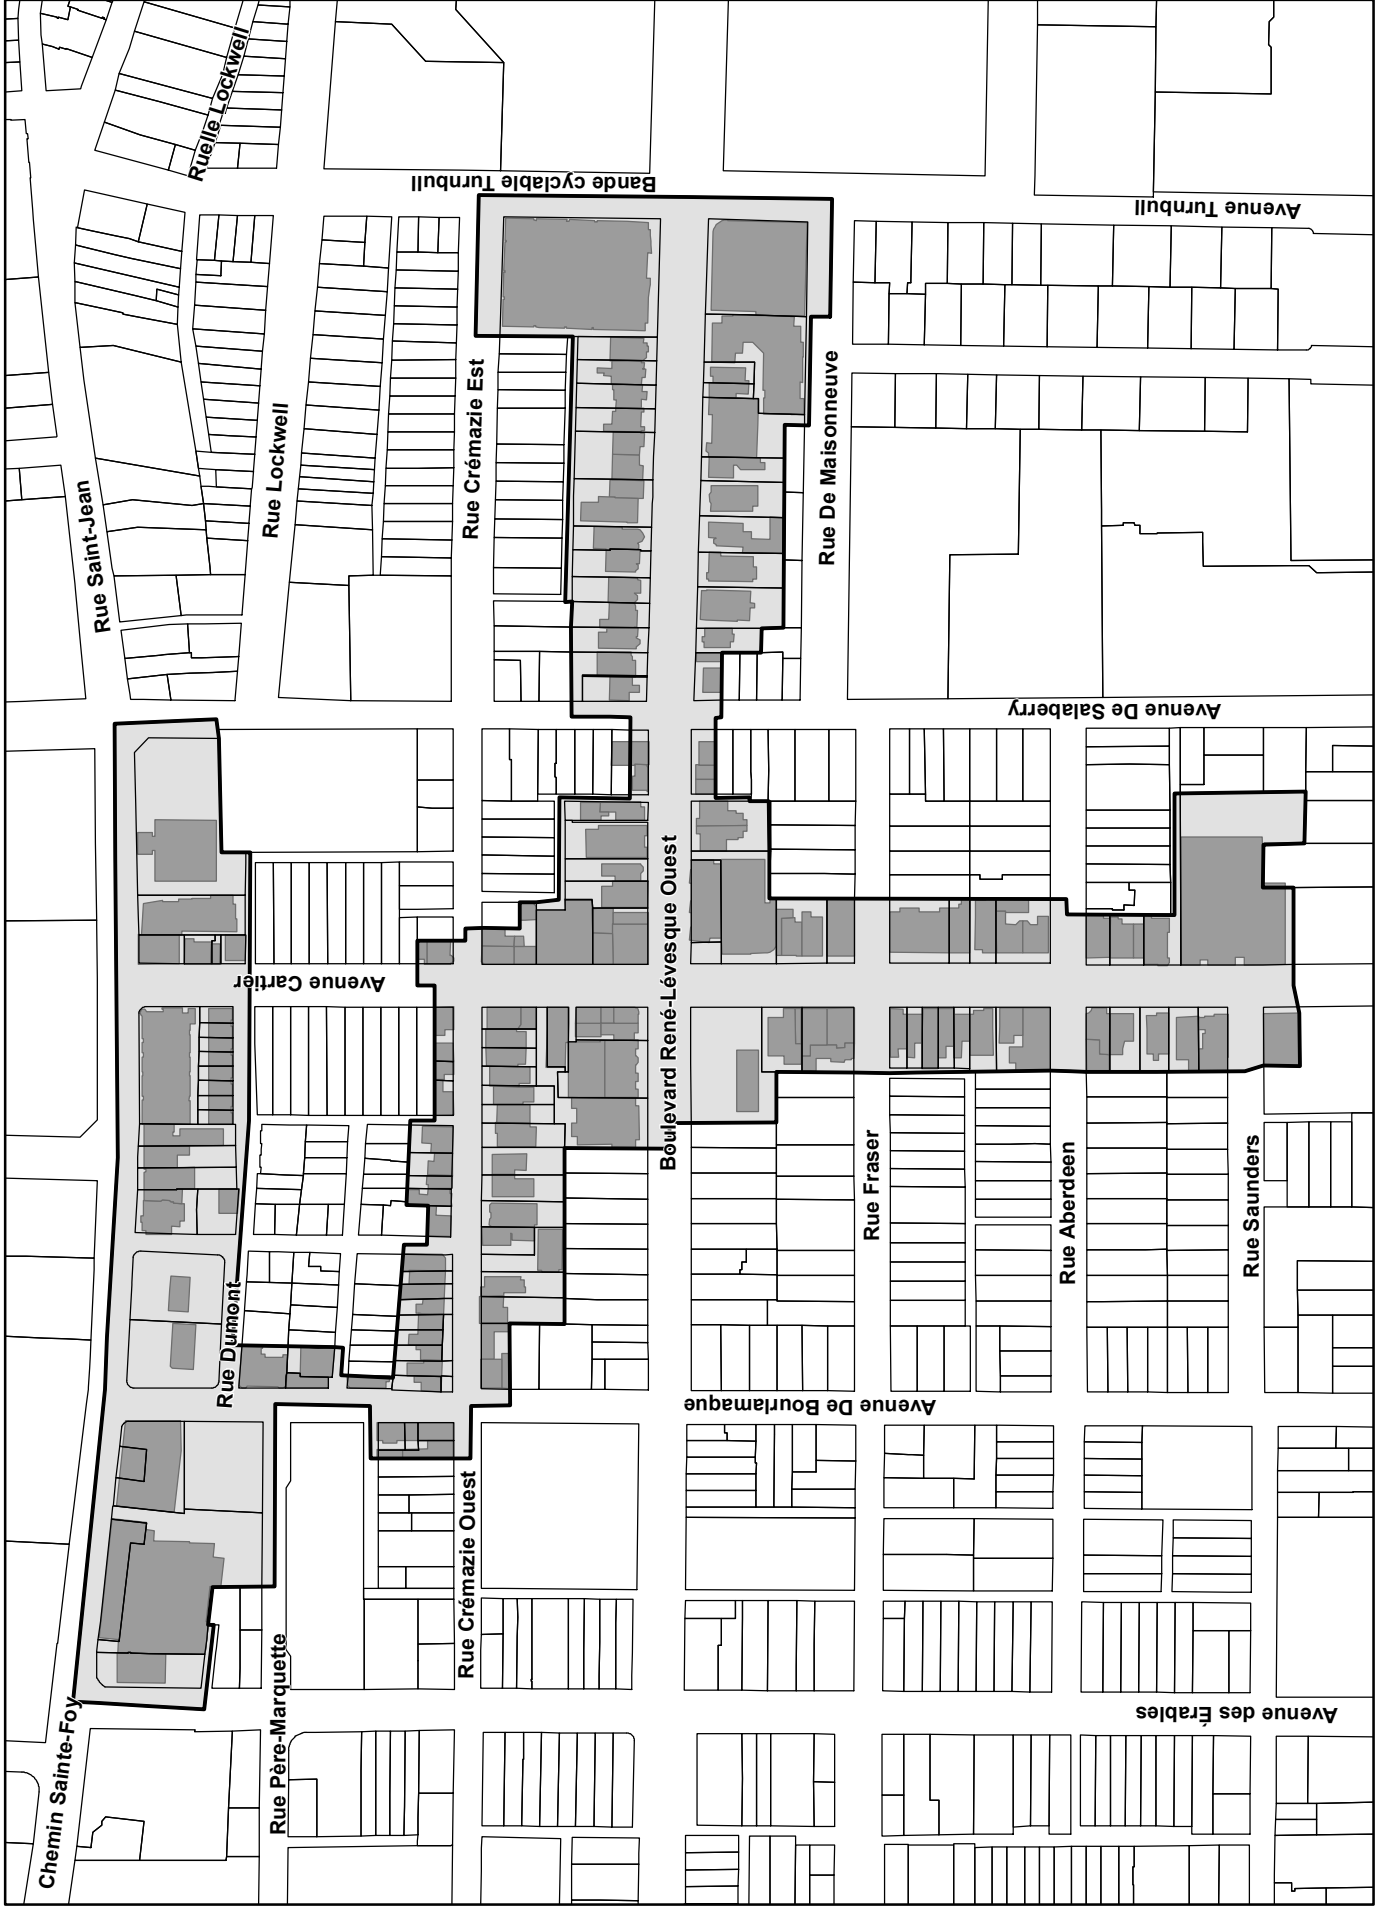 Ruelle Lockwell
Bande cyclable Turnbull
Avenue Turnbull
Rue Saint-Jean
Rue Lockwell
Rue Crémazie Est
Rue De Maisonneuve
Avenue De Salaberry
Boulevard René-Lévesque Ouest
Avenue Cartier
Rue Fraser
Rue Aberdeen
Rue Saunders
Rue Dumont
Avenue De Bourlamaque
Rue Crémazie Ouest
Rue Père-Marquette
Avenue des Érables
Chemin Sainte-Foy